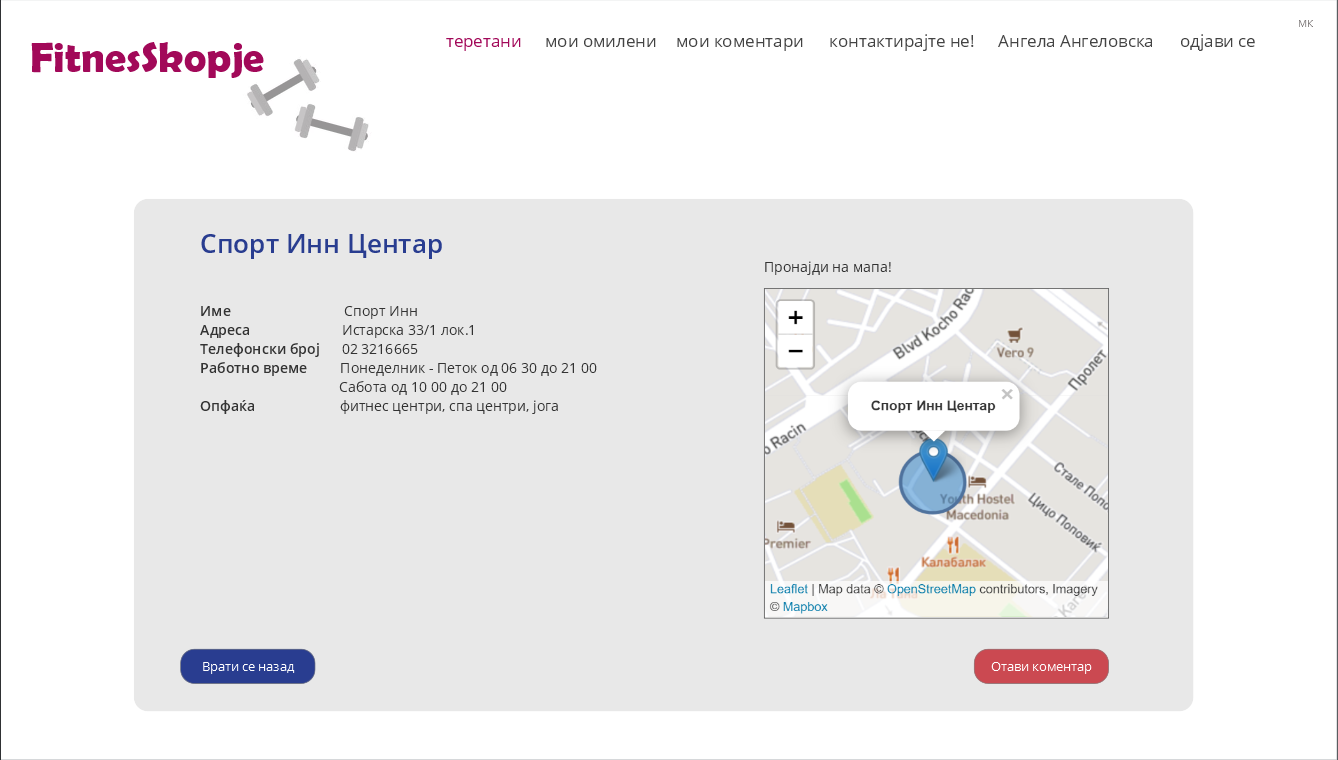 мк
FitnesSkopje
теретани мои омилени мои коментари контактирајте не! Ангела Ангеловска одјави се
Спорт Инн Центар
Име Спорт Инн
Адреса Истарска 33/1 лок.1
Телефонски број 02 3216665
Работно време Понеделник - Петок од 06 30 до 21 00
Сабота од 10 00 до 21 00
Опфаќа фитнес центри, спа центри, јога
Пронајди на мапа!
+
−
Blvd Kocho Rac
Vero 9
Пролет
Спорт Инн Центар ×
o Racin
Стале Попо
Youth Hostel
Macedonia
Цицо Поповиќ
Premier
Калабалак
Leaflet | Map data © OpenStreetMap contributors, Imagery
© Mapbox
Врати се назад
Отави коментар